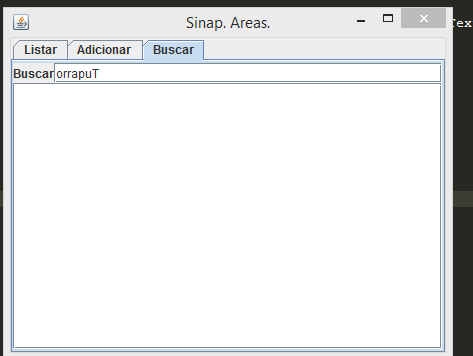 Sinap. Areas.
Listar Adicionar Buscar
Buscar orrapuT